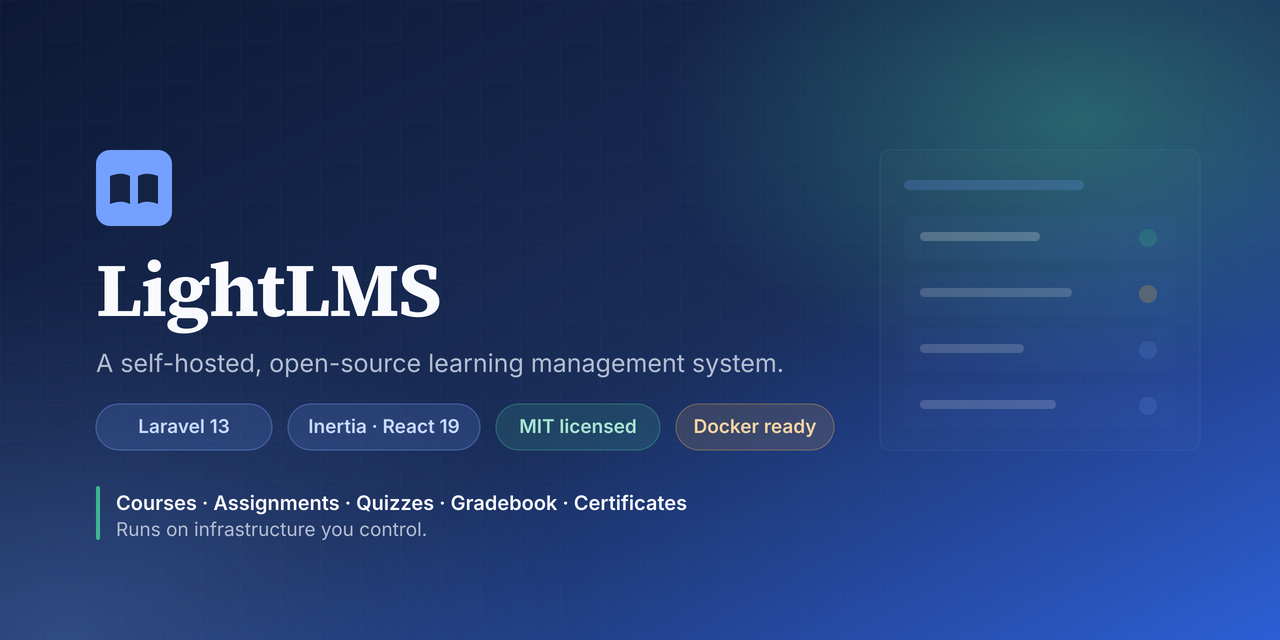 LightLMS
A self-hosted, open-source learning management system.
Laravel 13
Inertia · React 19
MIT licensed
Docker ready
Courses · Assignments · Quizzes · Gradebook · Certificates
Runs on infrastructure you control.